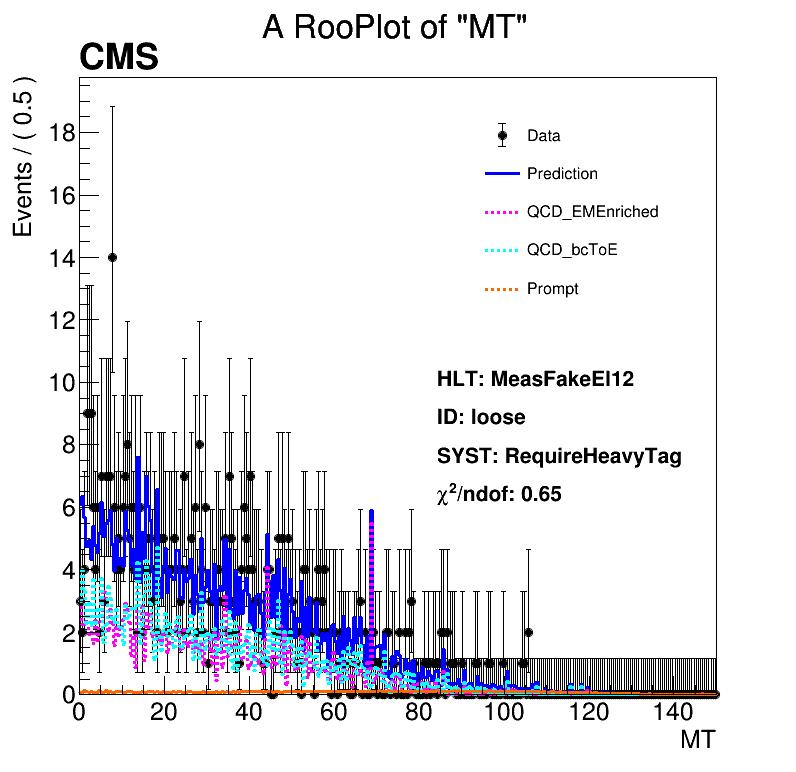 A RooPlot of "MT"
CMS
Events / ( 0.5 )
18
16
14
12
10
8
6
4
2
0
Data
Prediction
QCD_EMEnriched
QCD_bcToE
Prompt
HLT: MeasFakeEl12
ID: loose
SYST: RequireHeavyTag
χ²/ndof: 0.65
0 20 40 60 80 100 120 140
MT